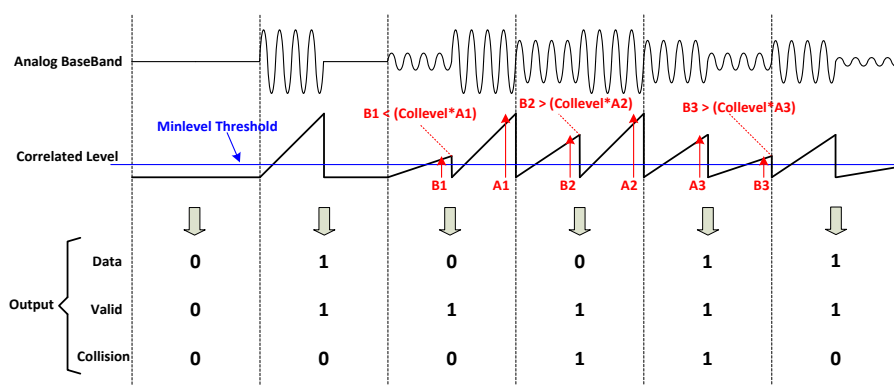 Analog BaseBand
Minlevel Threshold
B1 < (Collevel*A1)
B2 > (Collevel*A2)
B3 > (Collevel*A3)
Correlated Level
B1
A1
B2
A2
A3
B3
Output
Data 0 1 0 0 1 1
Valid 0 1 1 1 1 1
Collision 0 0 0 1 1 0